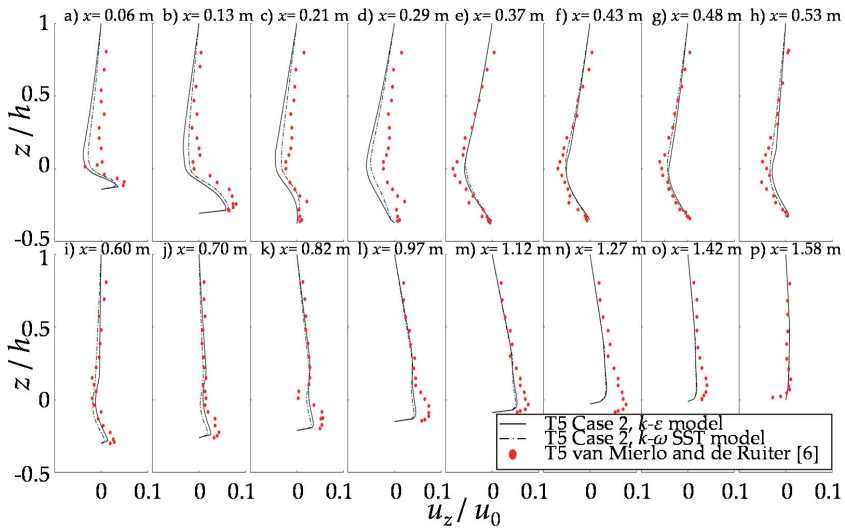 a) x= 0.06 m b) x= 0.13 m c) x= 0.21 m d) x= 0.29 m e) x= 0.37 m f) x= 0.43 m g) x= 0.48 m h) x= 0.53 m
1
0.5
0
-0.5
z / h
i) x= 0.60 m j) x= 0.70 m k) x= 0.82 m l) x= 0.97 m m) x= 1.12 m n) x= 1.27 m o) x= 1.42 m p) x= 1.58 m
1
0.5
0
-0.5
z / h
T5 Case 2, k-ε model
T5 Case 2, k-ω SST model
T5 van Mierlo and de Ruiter [6]
0 0.1 0 0.1 0 0.1 0 0.1 0 0.1 0 0.1 0 0.1 0 0.1
u_z / u_0